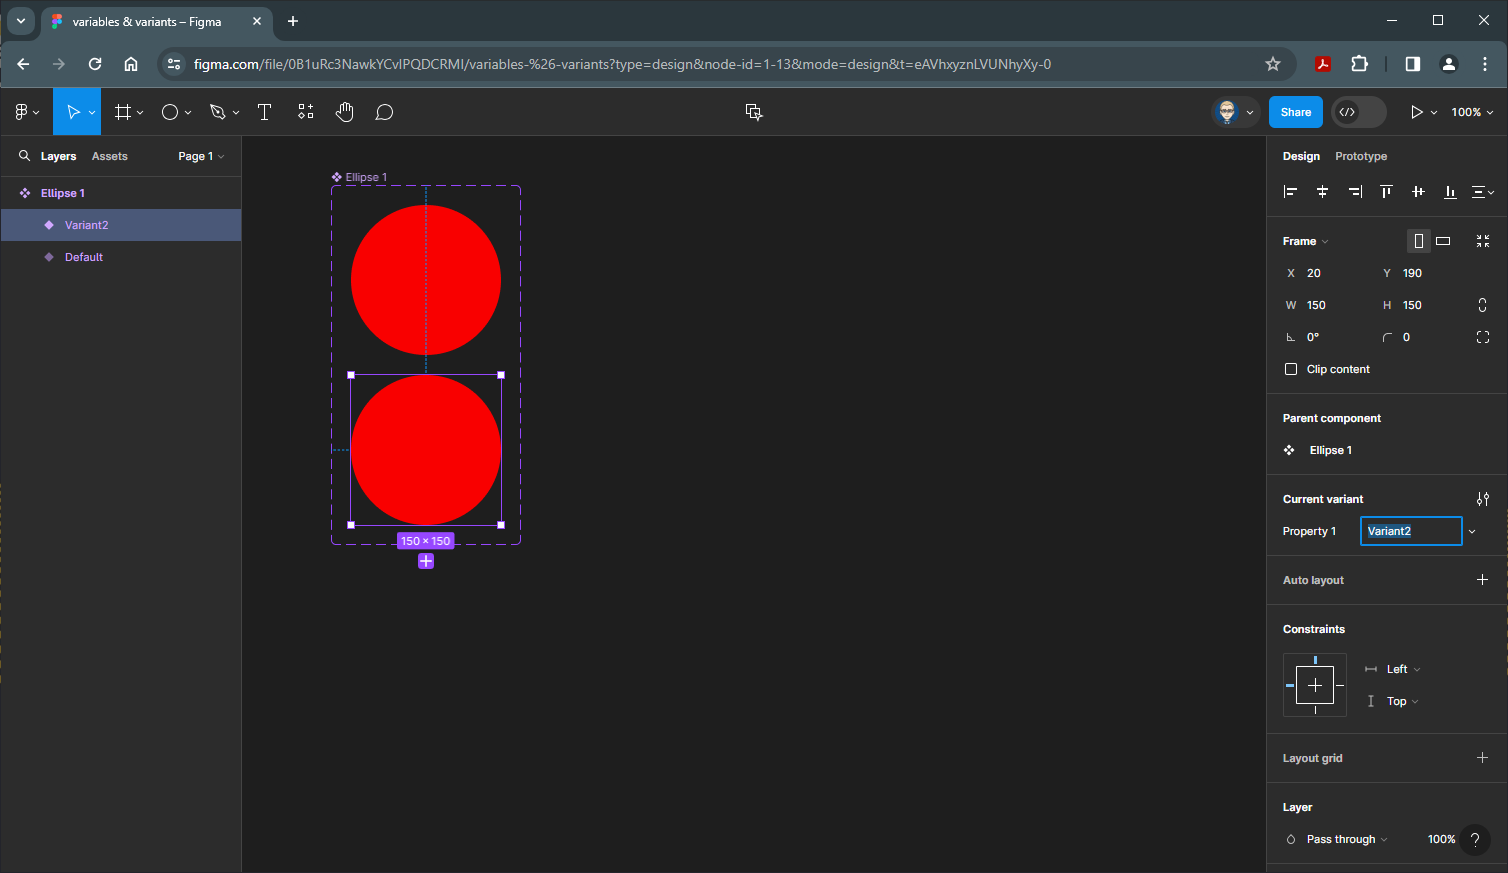 variables & variants – Figma
figma.com/file/0B1uRc3NawkYCvIPQDCRMI/variables-%26-variants?type=design&node-id=1-13&mode=design&t=eAVhxyznLVUNhyXy-0
Share
100%
Layers Assets Page 1
Ellipse 1
Variant2
Default
Ellipse 1
150 × 150
Design Prototype
Frame
X 20 Y 190
W 150 H 150
0° 0
Clip content
Parent component
Ellipse 1
Current variant
Property 1 Variant2
Auto layout
Constraints
Left
Top
Layout grid
Layer
Pass through 100% ?